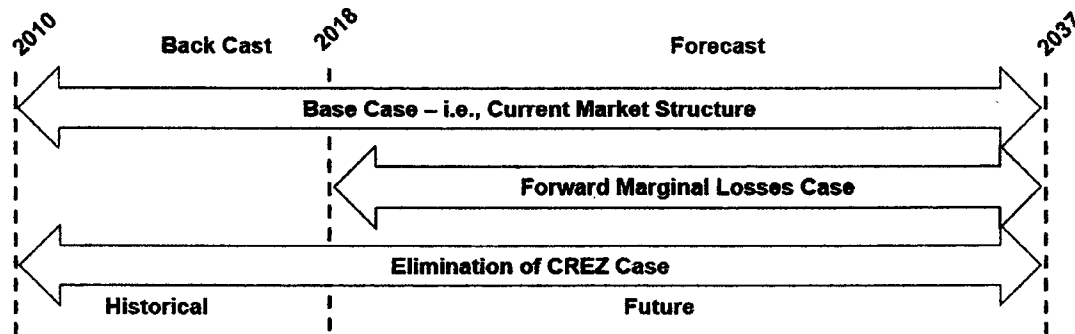 2010 Back Cast 2018 Forecast 2037
Base Case – i.e., Current Market Structure
Forward Marginal Losses Case
Elimination of CREZ Case
Historical Future